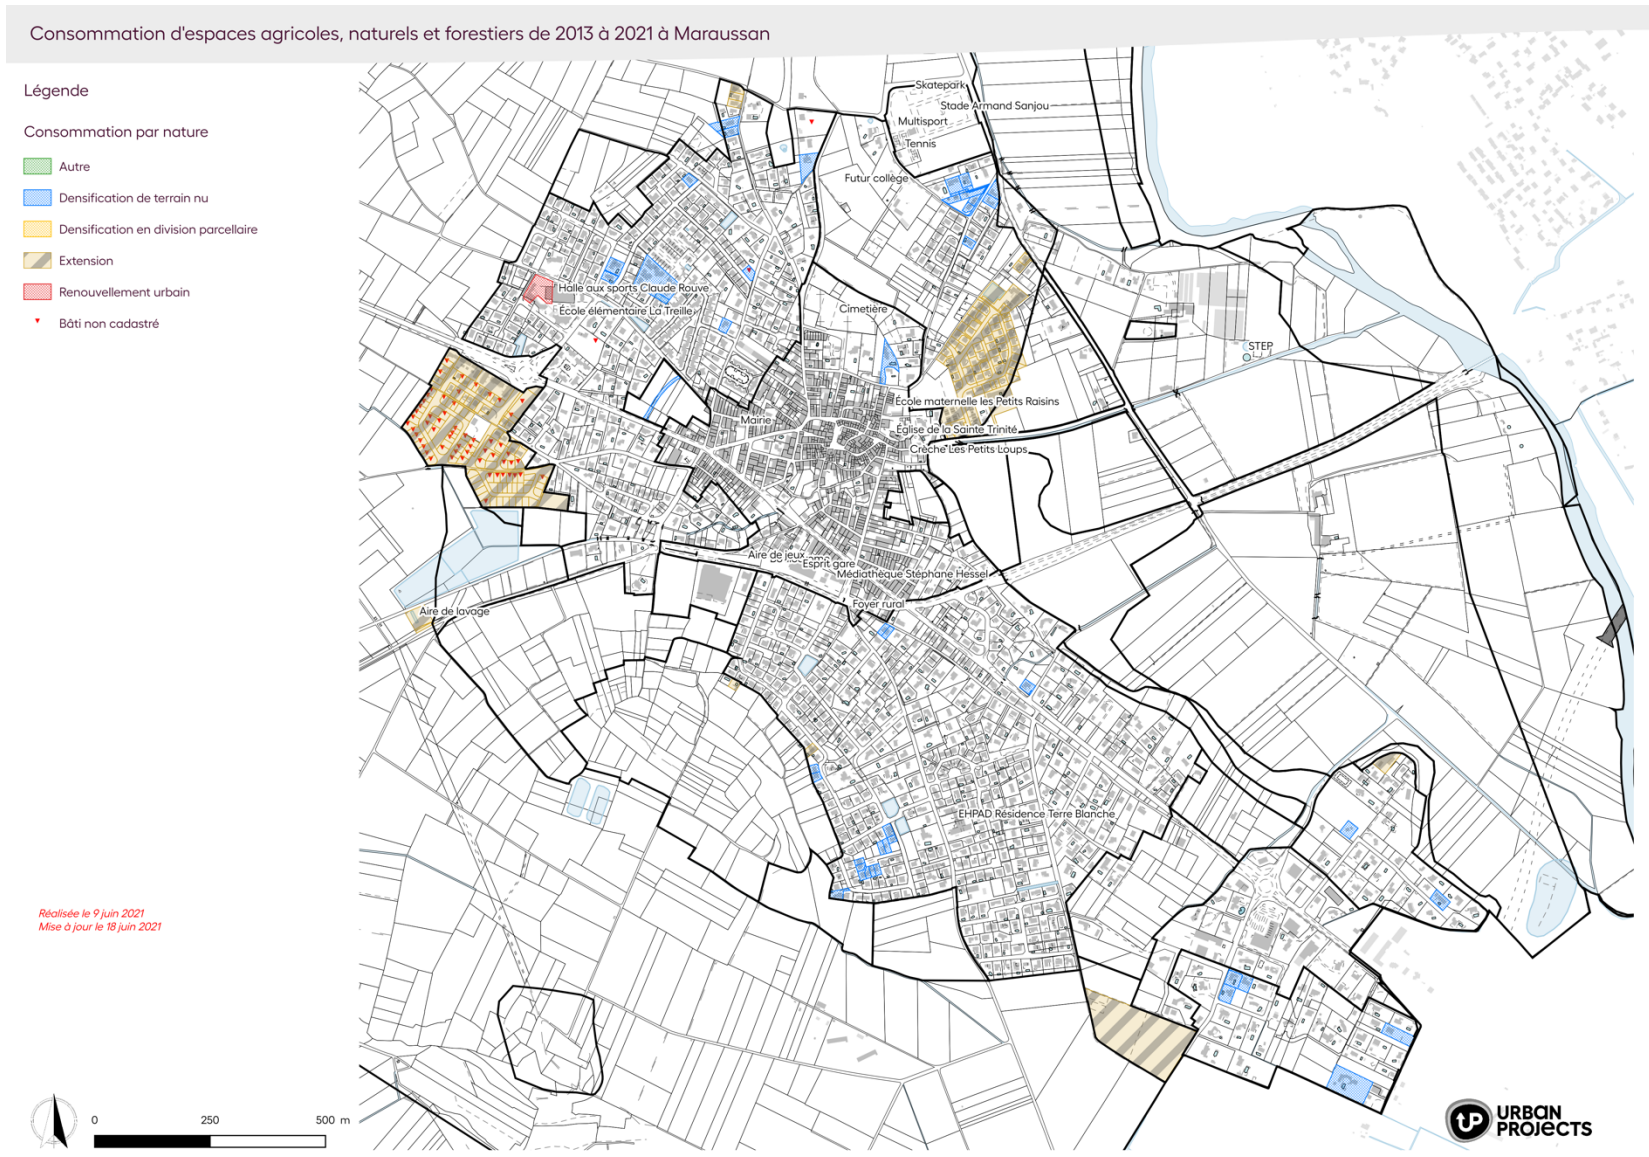 Consommation d'espaces agricoles, naturels et forestiers de 2013 à 2021 à Maraussan
Légende
Consommation par nature
Autre
Densification de terrain nu
Densification en division parcellaire
Extension
Renouvellement urbain
Bâti non cadastré
Skatepark
Stade Armand Sanjou
Multisport
Tennis
Futur collège
Halle aux sports Claude Rouve
École élémentaire La Treille
Cimetière
STEP
École maternelle les Petits Raisins
Mairie
Église de la Sainte Trinité
Crèche Les Petits Loups
Aire de jeux
Esprit gare
Médiathèque Stéphane Hessel
Foyer rural
Aire de lavage
EHPAD Résidence Terre Blanche
Réalisée le 9 juin 2021
Mise à jour le 18 juin 2021
0 250 500 m
UP
URBAN
PROJECTS